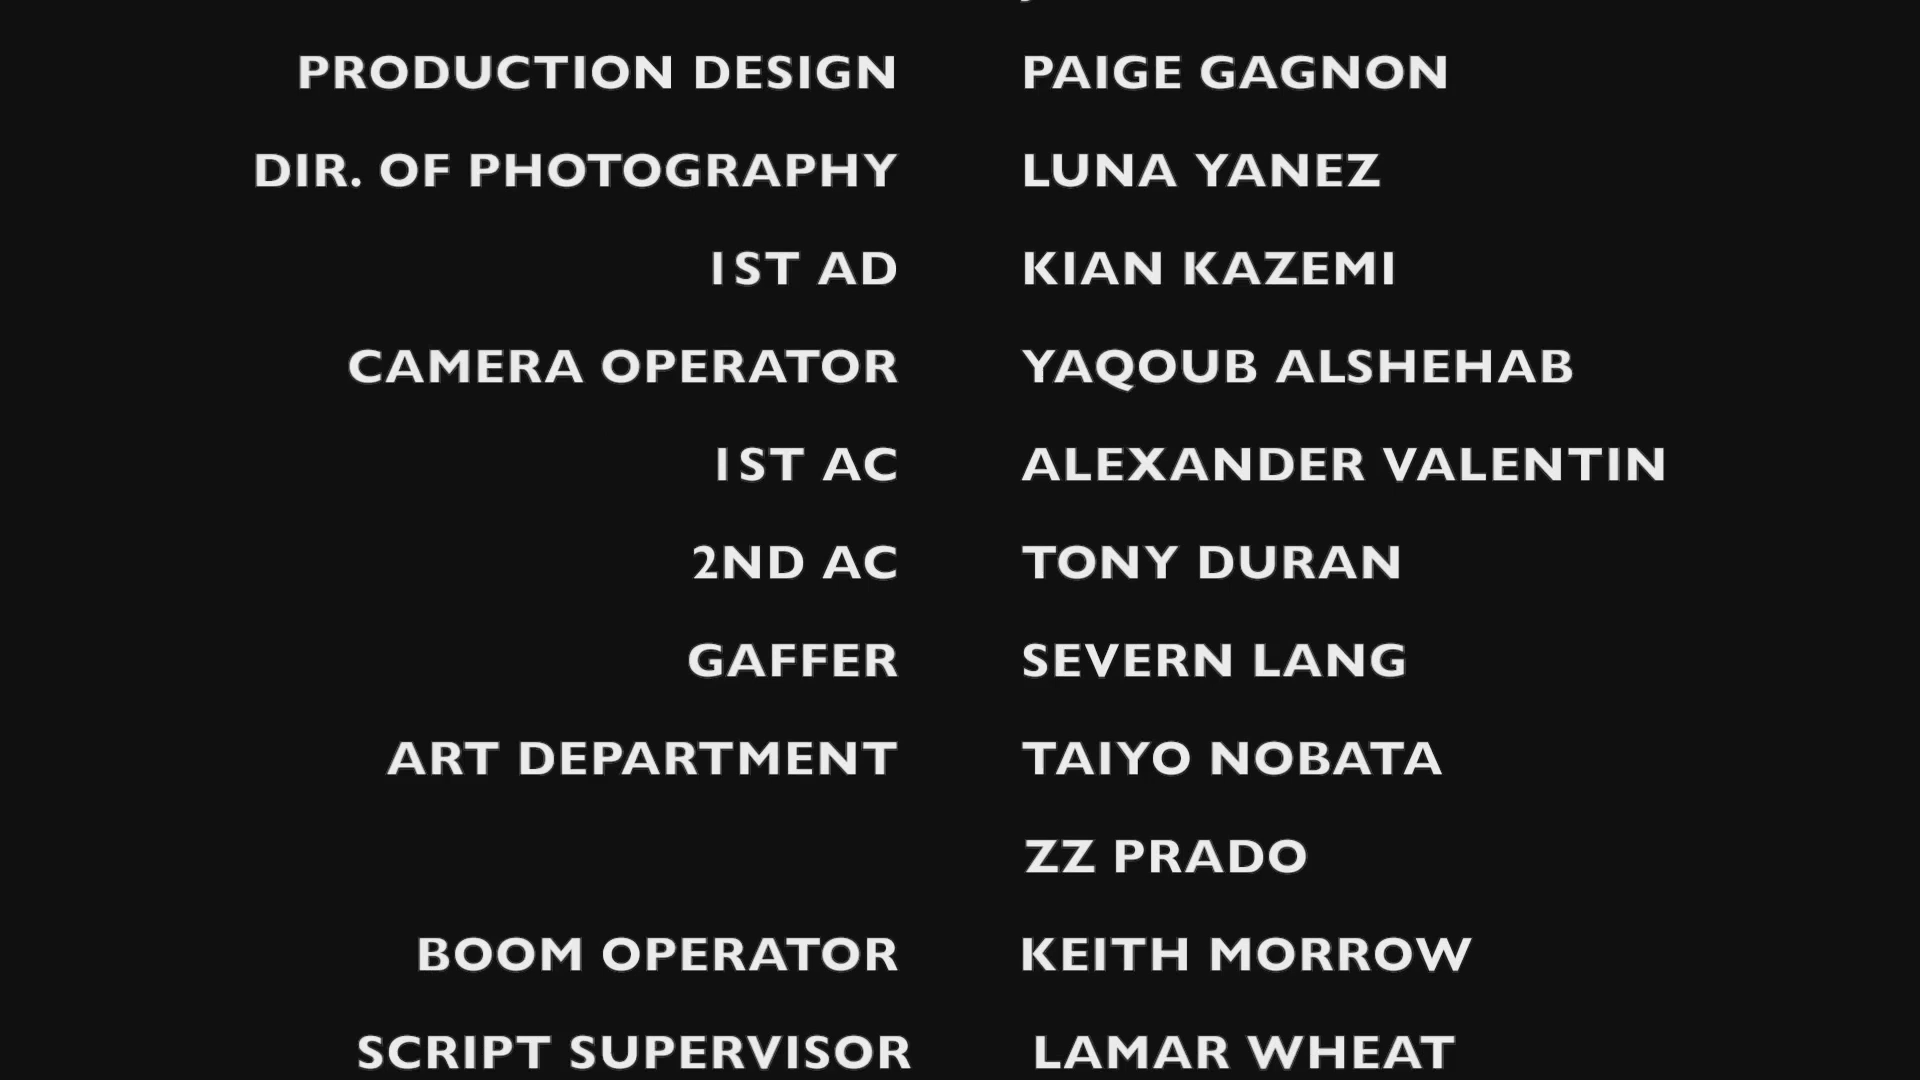 PRODUCTION DESIGN PAIGE GAGNON
DIR. OF PHOTOGRAPHY LUNA YANEZ
1ST AD KIAN KAZEMI
CAMERA OPERATOR YAQOUB ALSHEHAB
1ST AC ALEXANDER VALENTIN
2ND AC TONY DURAN
GAFFER SEVERN LANG
ART DEPARTMENT TAIYO NOBATA
ZZ PRADO
BOOM OPERATOR KEITH MORROW
SCRIPT SUPERVISOR LAMAR WHEAT